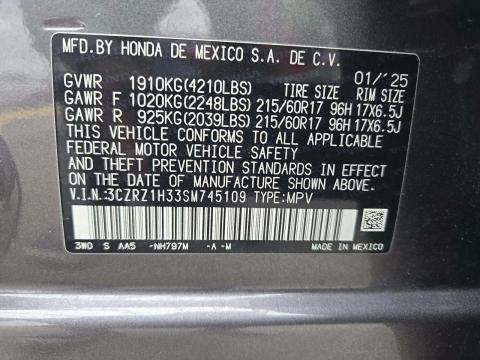 MFD.BY HONDA DE MEXICO S.A. DE C.V.
01/'25
GVWR 1910KG(4210LBS) TIRE SIZE RIM SIZE
GAWR F 1020KG(2248LBS) 215/60R17 96H 17X6.5J
GAWR R 925KG(2039LBS) 215/60R17 96H 17X6.5J
THIS VEHICLE CONFORMS TO ALL APPLICABLE
FEDERAL MOTOR VEHICLE SAFETY
AND THEFT PREVENTION STANDARDS IN EFFECT
ON THE DATE OF MANUFACTURE SHOWN ABOVE.
V.I.N.:3CZRZ1H33SM745109 TYPE:MPV
3W0 S AA5 -NH797M -A-M MADE IN MEXICO